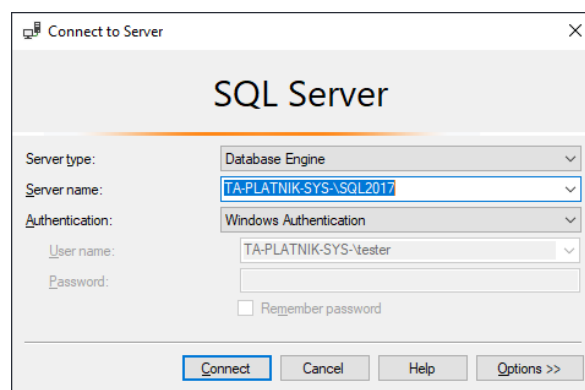 Connect to Server
SQL Server
Server type: Database Engine
Server name: TA-PLATNIK-SYS-\SQL2017
Authentication: Windows Authentication
User name: TA-PLATNIK-SYS-\tester
Password:
Remember password
Connect Cancel Help Options >>